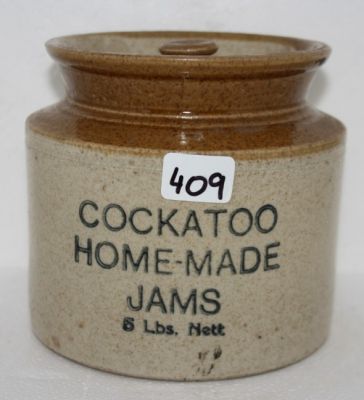 409
COCKATOO
HOME-MADE
JAMS
5 Lbs. Nett